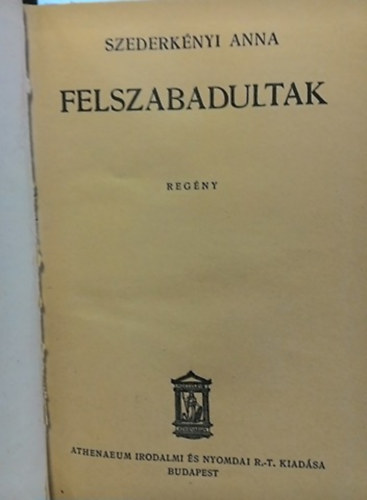 SZEDERKÉNYI ANNA
FELSZABADULTAK
REGÉNY
ATHENAEUM IRODALMI ÉS NYOMDAI R.-T. KIADÁSA
BUDAPEST